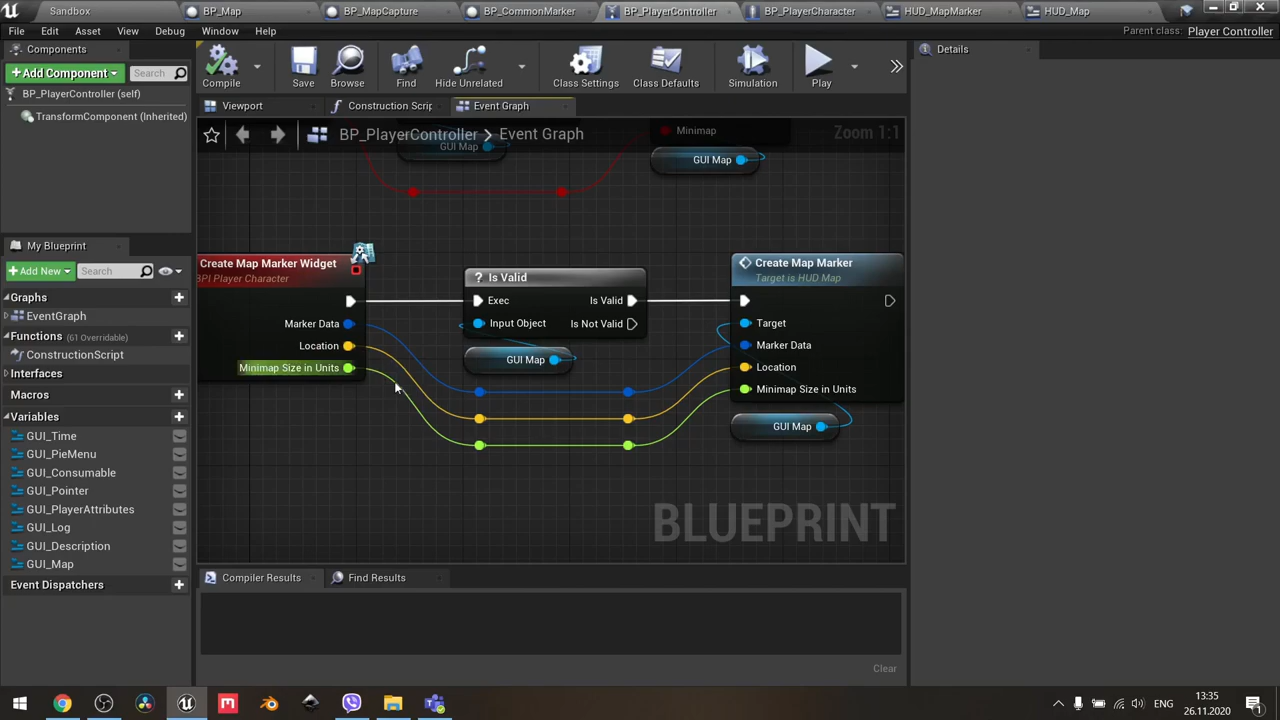 Sandbox
BP_Map
BP_MapCapture
BP_CommonMarker
BP_PlayerController
BP_PlayerCharacter
HUD_MapMarker
HUD_Map
File
Edit
Asset
View
Debug
Window
Help
Parent class: Player Controller
Components
+Add Component
Search
BP_PlayerController (self)
TransformComponent (Inherited)
Compile
Save
Browse
Find
Hide Unrelated
Class Settings
Class Defaults
Simulation
Play
Details
Viewport
Construction Scrip
Event Graph
BP_PlayerController > Event Graph
Zoom 1:1
GUI Map
Minimap
GUI Map
Create Map Marker Widget
BPI Player Character
Marker Data
Location
Minimap Size in Units
? Is Valid
Exec
Is Valid
Input Object
Is Not Valid
GUI Map
Create Map Marker
Target is HUD Map
Target
Marker Data
Location
Minimap Size in Units
GUI Map
BLUEPRINT
My Blueprint
+Add New
Search
Graphs
EventGraph
Functions (61 Overridable)
ConstructionScript
Interfaces
Macros
Variables
GUI_Time
GUI_PieMenu
GUI_Consumable
GUI_Pointer
GUI_PlayerAttributes
GUI_Log
GUI_Description
GUI_Map
Event Dispatchers
Compiler Results
Find Results
Clear
ENG
13:35
26.11.2020